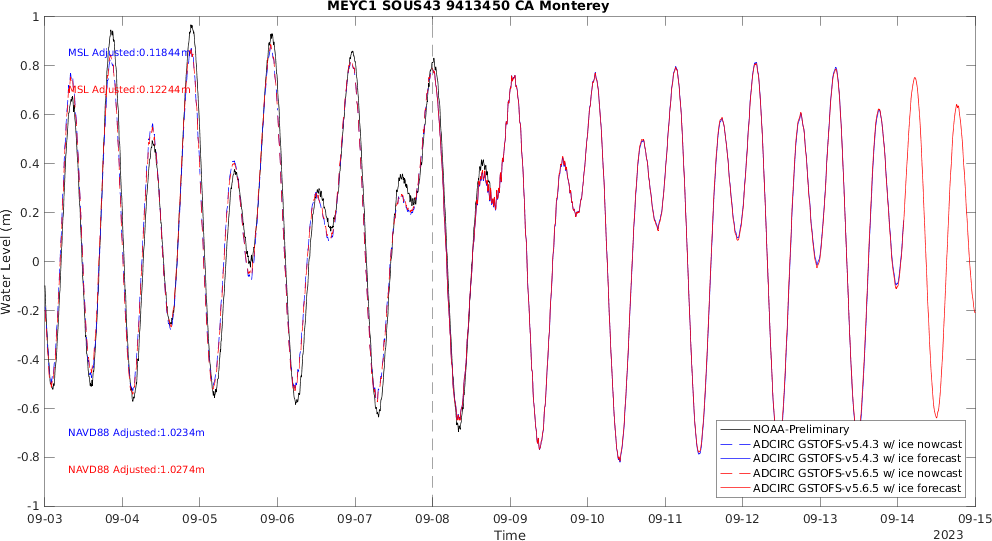 MEYC1 SOUS43 9413450 CA Monterey
1
0.8
0.6
0.4
0.2
0
-0.2
-0.4
-0.6
-0.8
-1
Water Level (m)
MSL Adjusted:0.11844m
MSL Adjusted:0.12244m
NAVD88 Adjusted:1.0234m
NAVD88 Adjusted:1.0274m
NOAA-Preliminary
ADCIRC GSTOFS-v5.4.3 w/ ice nowcast
ADCIRC GSTOFS-v5.4.3 w/ ice forecast
ADCIRC GSTOFS-v5.6.5 w/ ice nowcast
ADCIRC GSTOFS-v5.6.5 w/ ice forecast
09-03 09-04 09-05 09-06 09-07 09-08 09-09 09-10 09-11 09-12 09-13 09-14 09-15
Time
2023